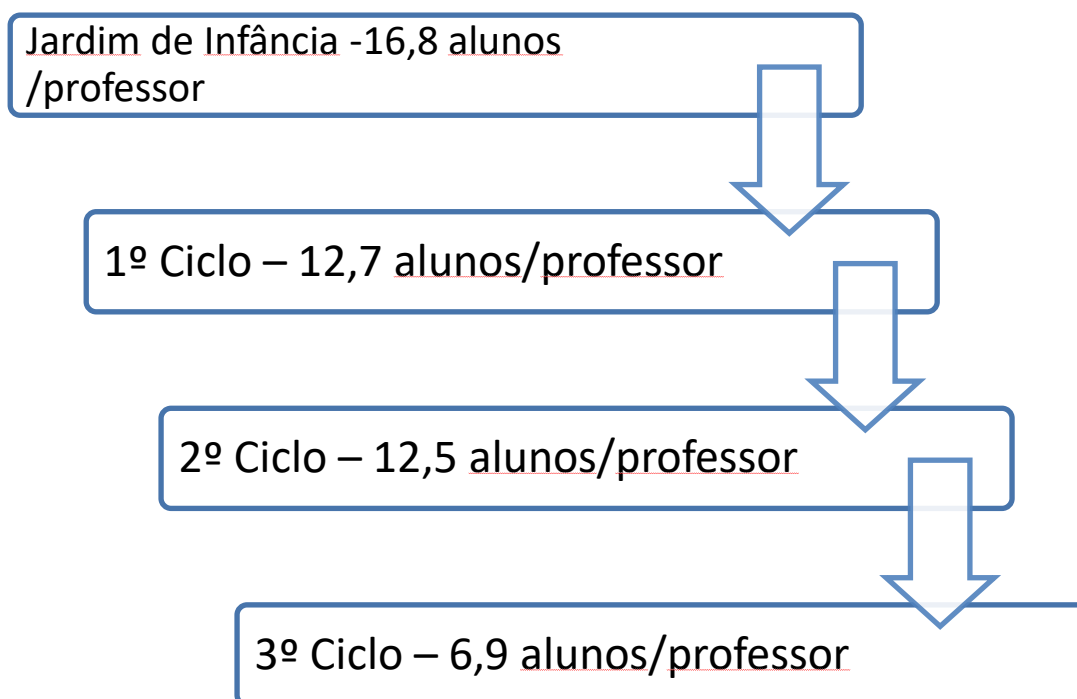 Jardim de Infância -16,8 alunos
/professor
1º Ciclo – 12,7 alunos/professor
2º Ciclo – 12,5 alunos/professor
3º Ciclo – 6,9 alunos/professor